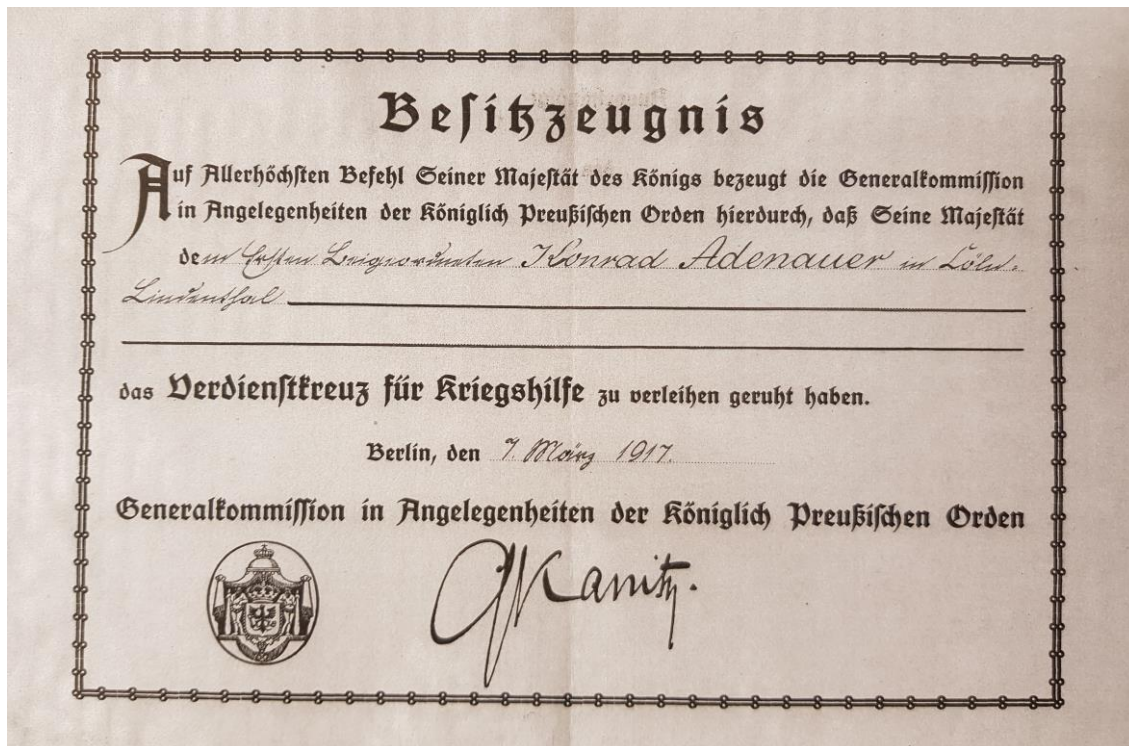 Besitzzeugnis
Auf Allerhöchsten Befehl Seiner Majestät des Königs bezeugt die Generalkommission
in Angelegenheiten der Königlich Preußischen Orden hierdurch, daß Seine Majestät
dem Ersten Beigeordneten Konrad Adenauer in Cöln-
Lindenthal
das Verdienstkreuz für Kriegshilfe zu verleihen geruht haben.
Berlin, den 7. März 1917.
Generalkommission in Angelegenheiten der Königlich Preußischen Orden
Kanitz.